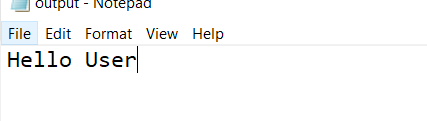 output - Notepad
File Edit Format View Help
Hello User